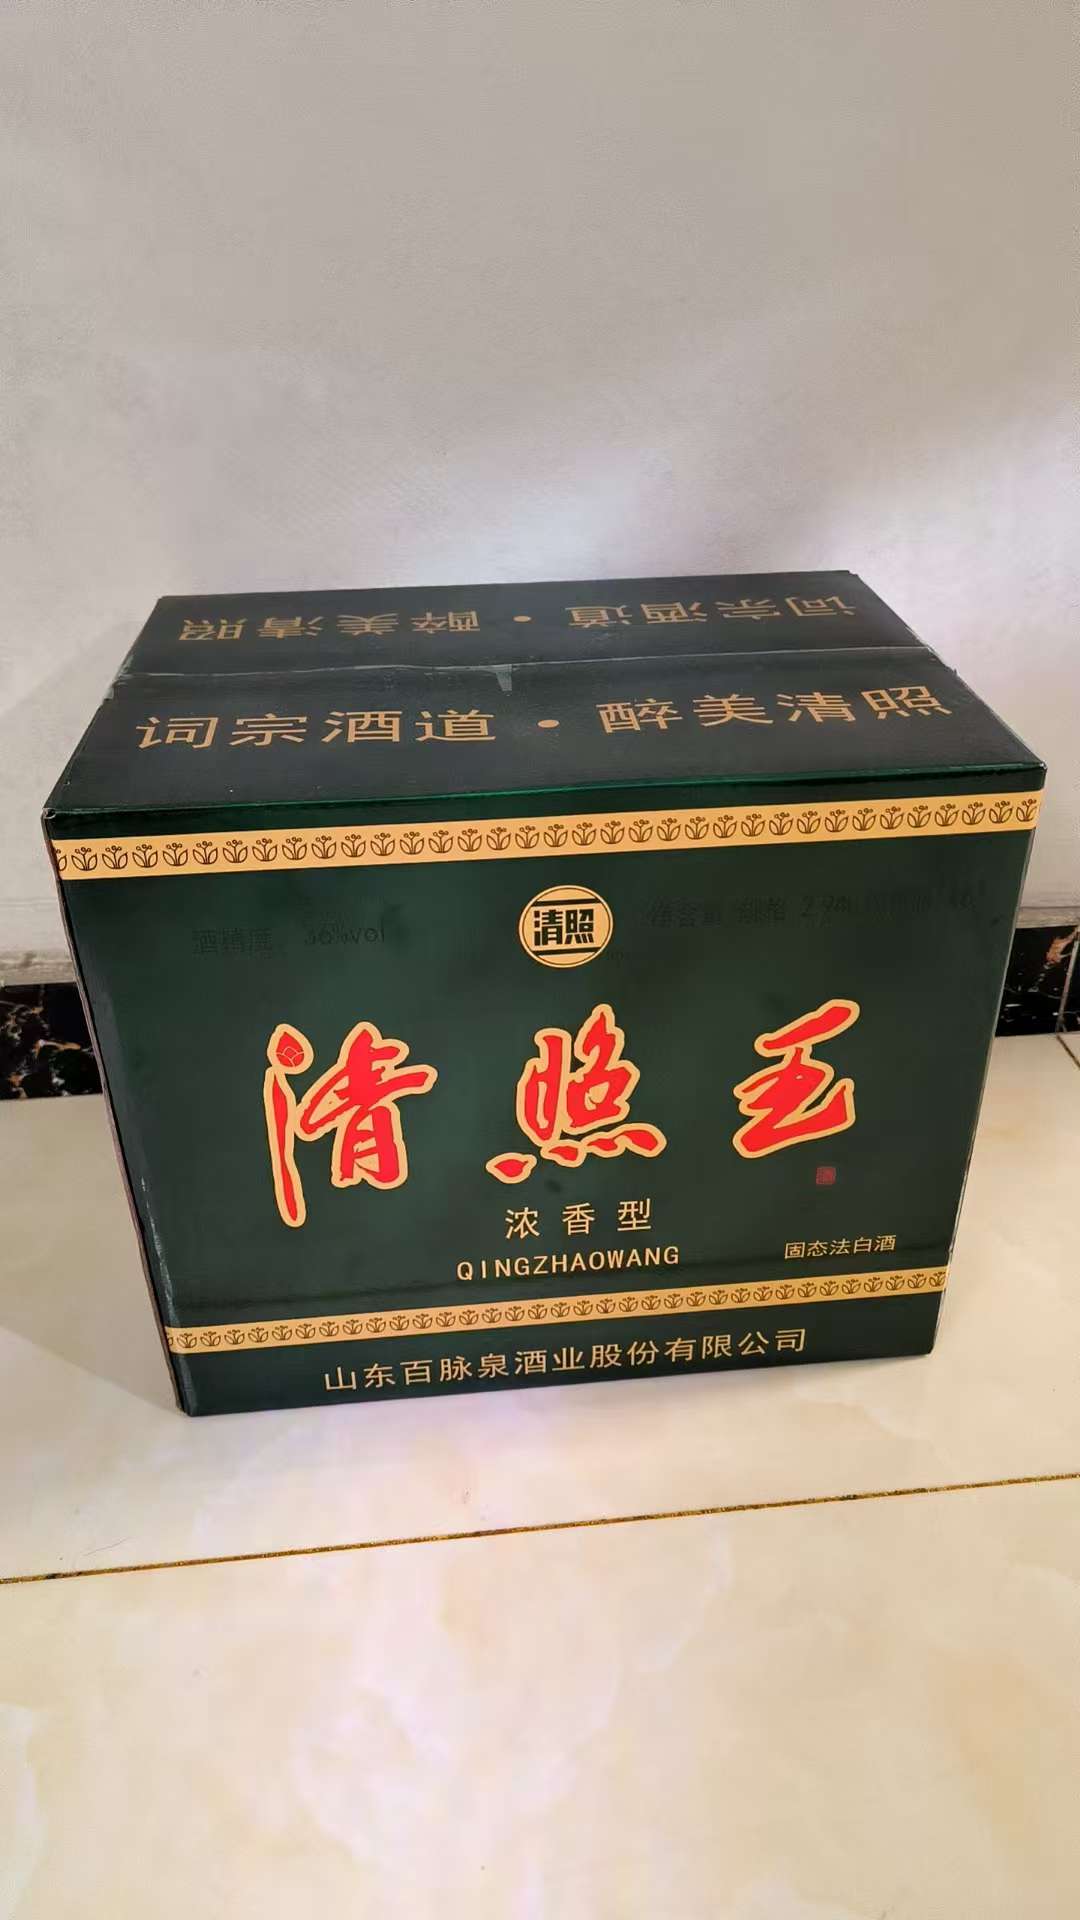 词宗酒道·醉美清照
词宗酒道·醉美清照
清照
清照王
浓香型
QINGZHAOWANG
固态法白酒
山东百脉泉酒业股份有限公司